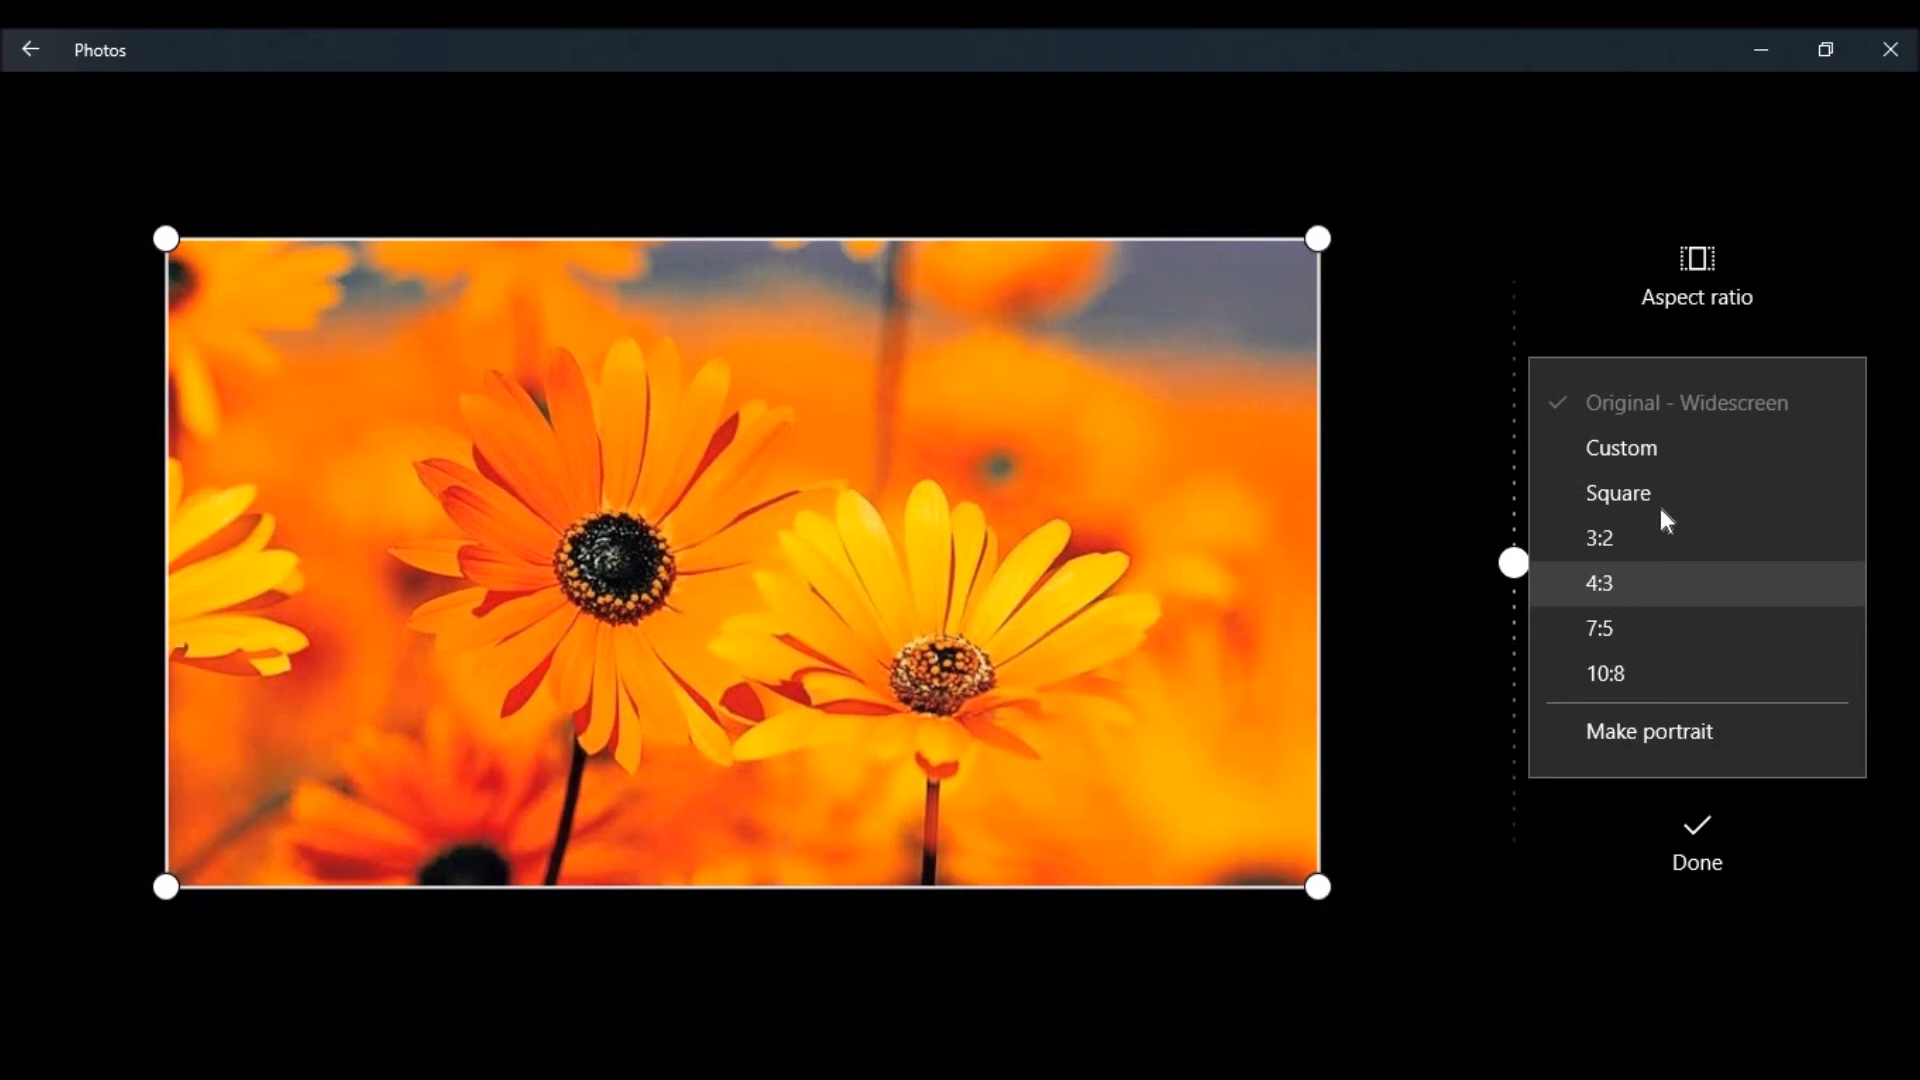 Photos
Aspect ratio
Original - Widescreen
Custom
Square
3:2
4:3
7:5
10:8
Make portrait
Done